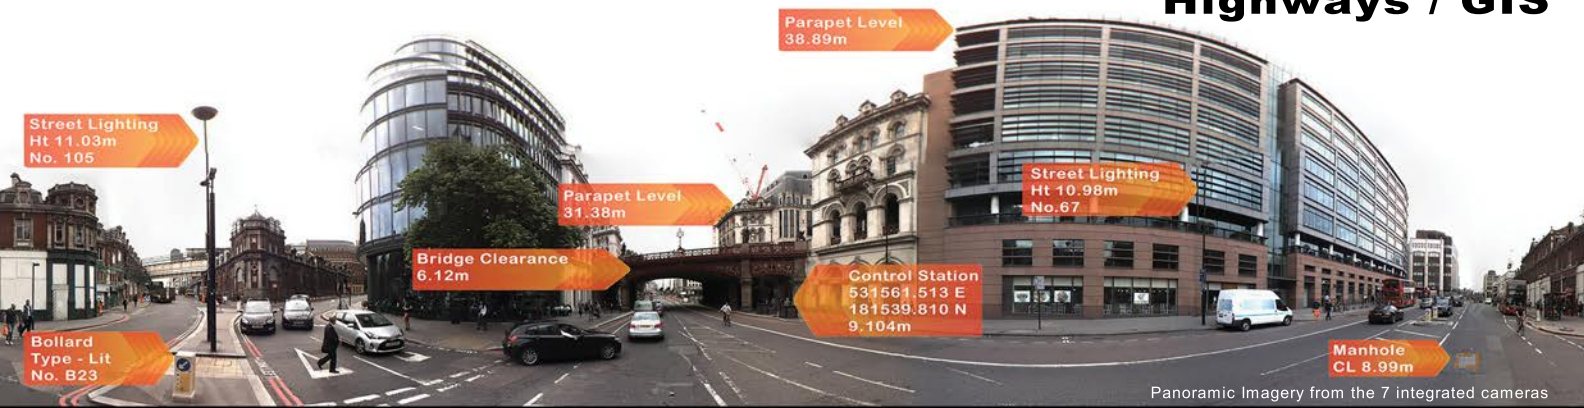 Highways / GIS
Parapet Level
38.89m
Street Lighting
Ht 11.03m
No. 105
Street Lighting
Ht 10.98m
No.67
Parapet Level
31.38m
Bridge Clearance
6.12m
Control Station
531561.513 E
181539.810 N
9.104m
Bollard
Type - Lit
No. B23
Manhole
CL 8.99m
Panoramic Imagery from the 7 integrated cameras